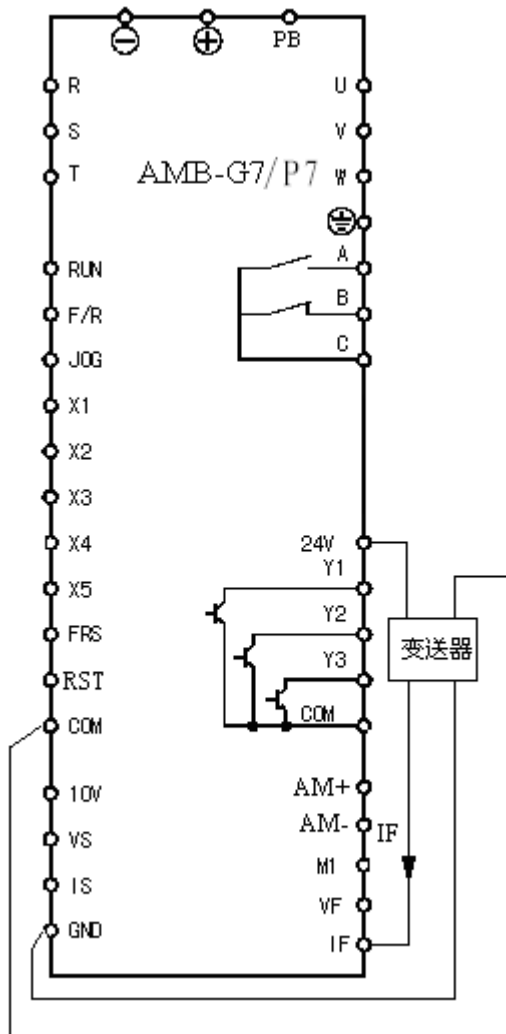 PB
R
U
S
V
T
AMB-G7/P7
W
A
RUN
B
F/R
C
JOG
X1
X2
X3
X4
24V
Y1
X5
Y2
FRS
变送器
Y3
RST
COM
COM
10V
AM+
AM-
IF
VS
M1
IS
VF
GND
IF